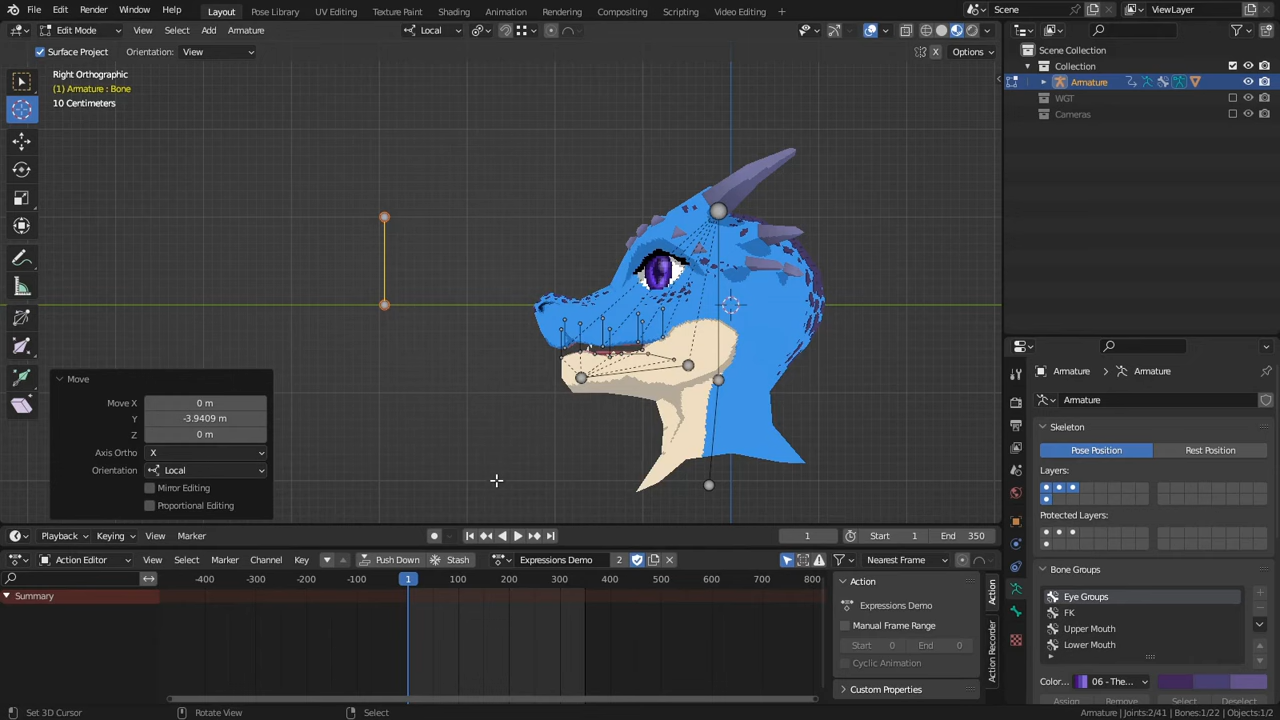 File Edit Render Window Help
Layout Pose Library UV Editing Texture Paint Shading Animation Rendering Compositing Scripting Video Editing
Scene
ViewLayer
Edit Mode View Select Add Armature
Local
Surface Project Orientation: View
X Options
Right Orthographic
(1) Armature : Bone
10 Centimeters
Move
Move X 0 m
Y -3.9409 m
Z 0 m
Axis Ortho X
Orientation Local
Mirror Editing
Proportional Editing
Scene Collection
Collection
Armature
WGT
Cameras
Armature Armature
Armature
Skeleton
Pose Position Rest Position
Layers:
Protected Layers:
Bone Groups
Eye Groups
FK
Upper Mouth
Lower Mouth
Color... 06 - The...
Assign Remove Select Deselect
Playback Keying View Marker
1
Start 1 End 350
Action Editor View Select Marker Channel Key Push Down Stash Expressions Demo 2 Nearest Frame
-400 -300 -200 -100 1 100 200 300 400 500 600 700 800
Summary
Action
Expressions Demo
Manual Frame Range
Start 0 End 0
Cyclic Animation
Custom Properties
Action
Action Recorder
Set 3D Cursor Rotate View Select
Armature | Joints:2/41 | Bones:1/22 | Objects:1/2